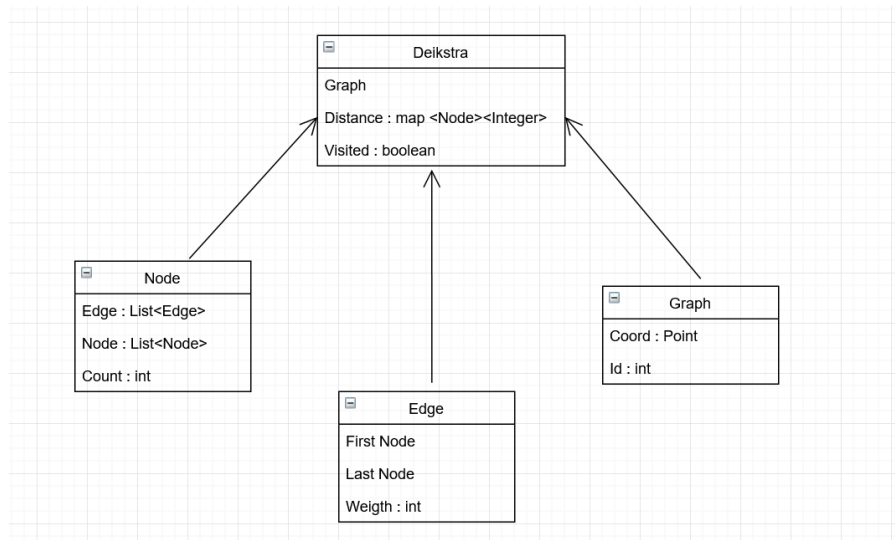 Deikstra
Graph
Distance : map <Node><Integer>
Visited : boolean
Node
Edge : List<Edge>
Node : List<Node>
Count : int
Edge
First Node
Last Node
Weigth : int
Graph
Coord : Point
Id : int